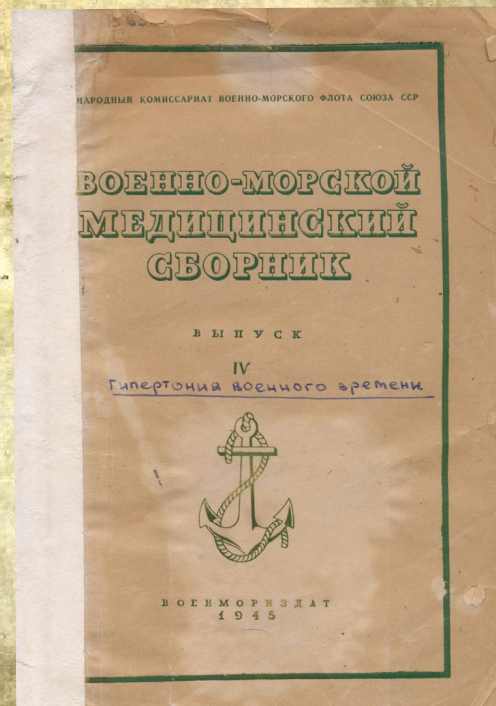 НАРОДНЫЙ КОМИССАРИАТ ВОЕННО-МОРСКОГО ФЛОТА СОЮЗА ССР
ВОЕННО-МОРСКОЙ
МЕДИЦИНСКИЙ
СБОРНИК
ВЫПУСК
IV
Гипертония военного времени
ВОЕНМОРИЗДАТ
1945